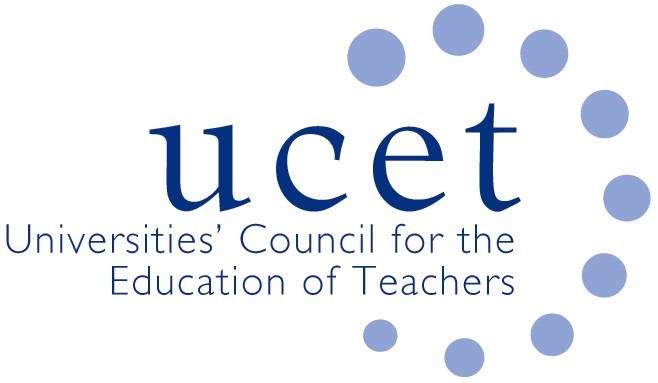 ucet
Universities’ Council for the
Education of Teachers